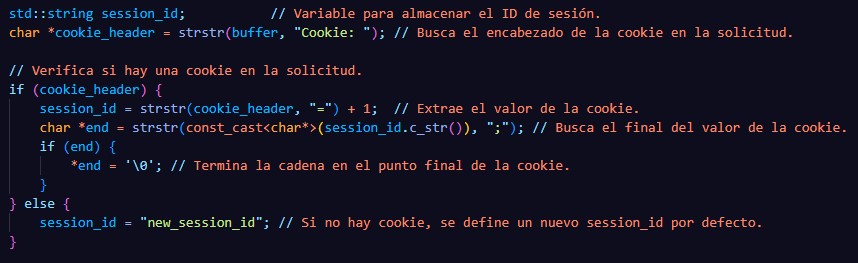 std::string session_id;           // Variable para almacenar el ID de sesión.
char *cookie_header = strstr(buffer, "Cookie: "); // Busca el encabezado de la cookie en la solicitud.

// Verifica si hay una cookie en la solicitud.
if (cookie_header) {
    session_id = strstr(cookie_header, "=") + 1;  // Extrae el valor de la cookie.
    char *end = strstr(const_cast<char*>(session_id.c_str()), ";"); // Busca el final del valor de la cookie.
    if (end) {
        *end = '\0'; // Termina la cadena en el punto final de la cookie.
    }
} else {
    session_id = "new_session_id"; // Si no hay cookie, se define un nuevo session_id por defecto.
}